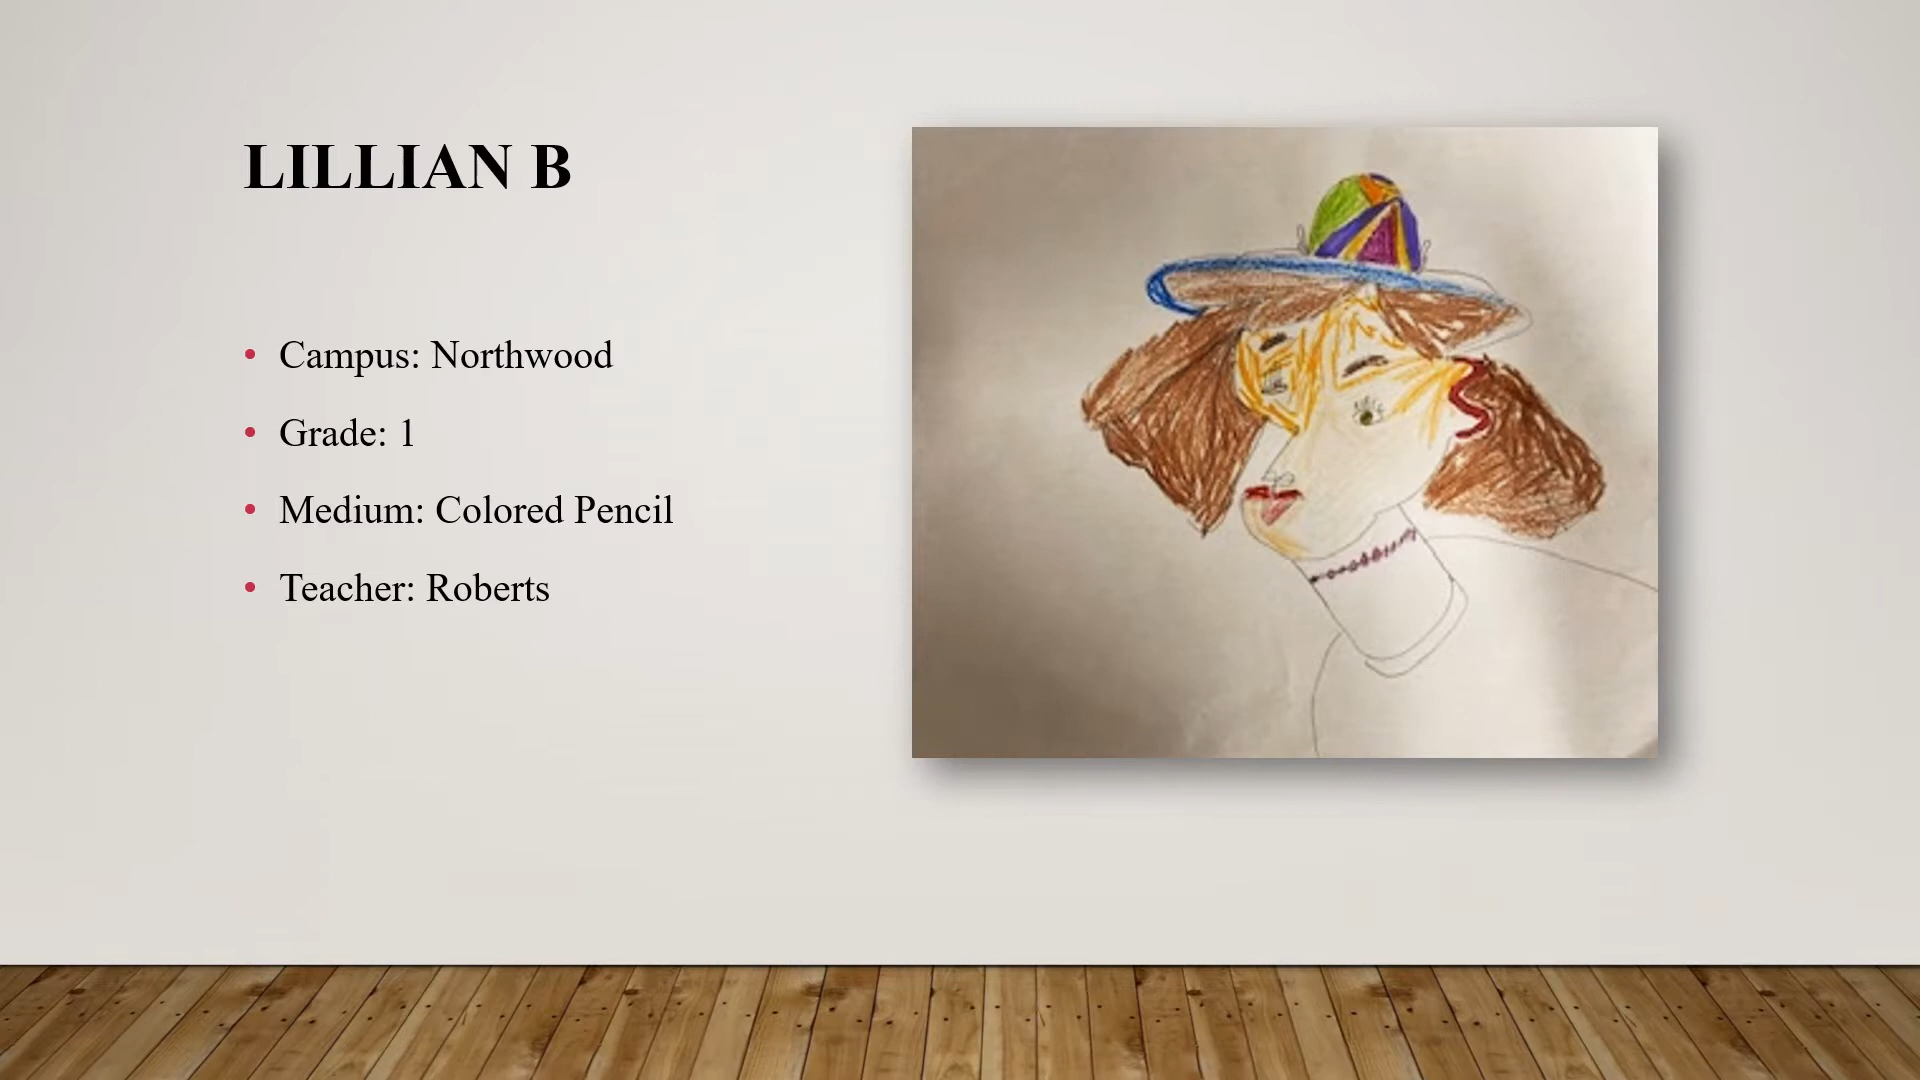 LILLIAN B
• Campus: Northwood
• Grade: 1
• Medium: Colored Pencil
• Teacher: Roberts